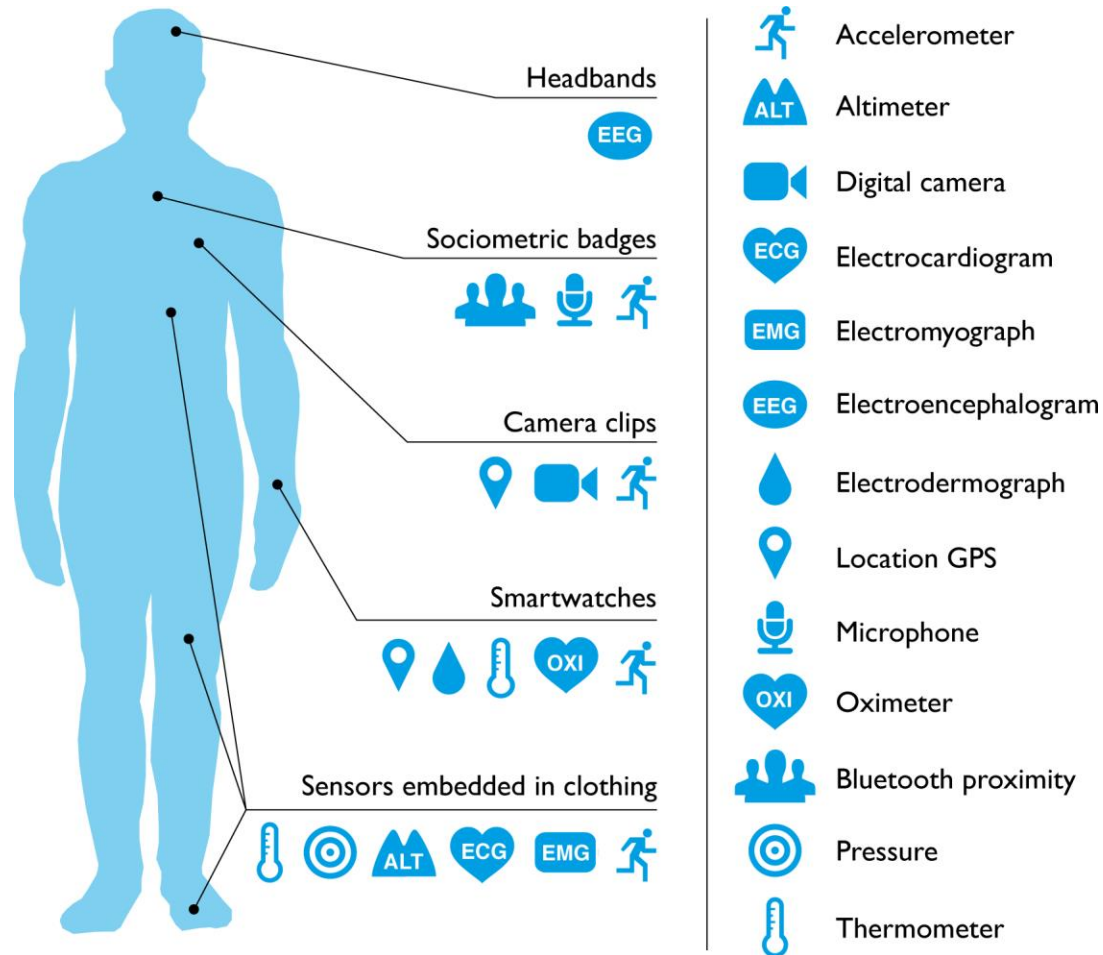 Headbands
EEG
Sociometric badges
Camera clips
Smartwatches
OXI
Sensors embedded in clothing
ALT ECG EMG
Accelerometer
ALT Altimeter
Digital camera
ECG Electrocardiogram
EMG Electromyograph
EEG Electroencephalogram
Electrodermograph
Location GPS
Microphone
OXI Oximeter
Bluetooth proximity
Pressure
Thermometer